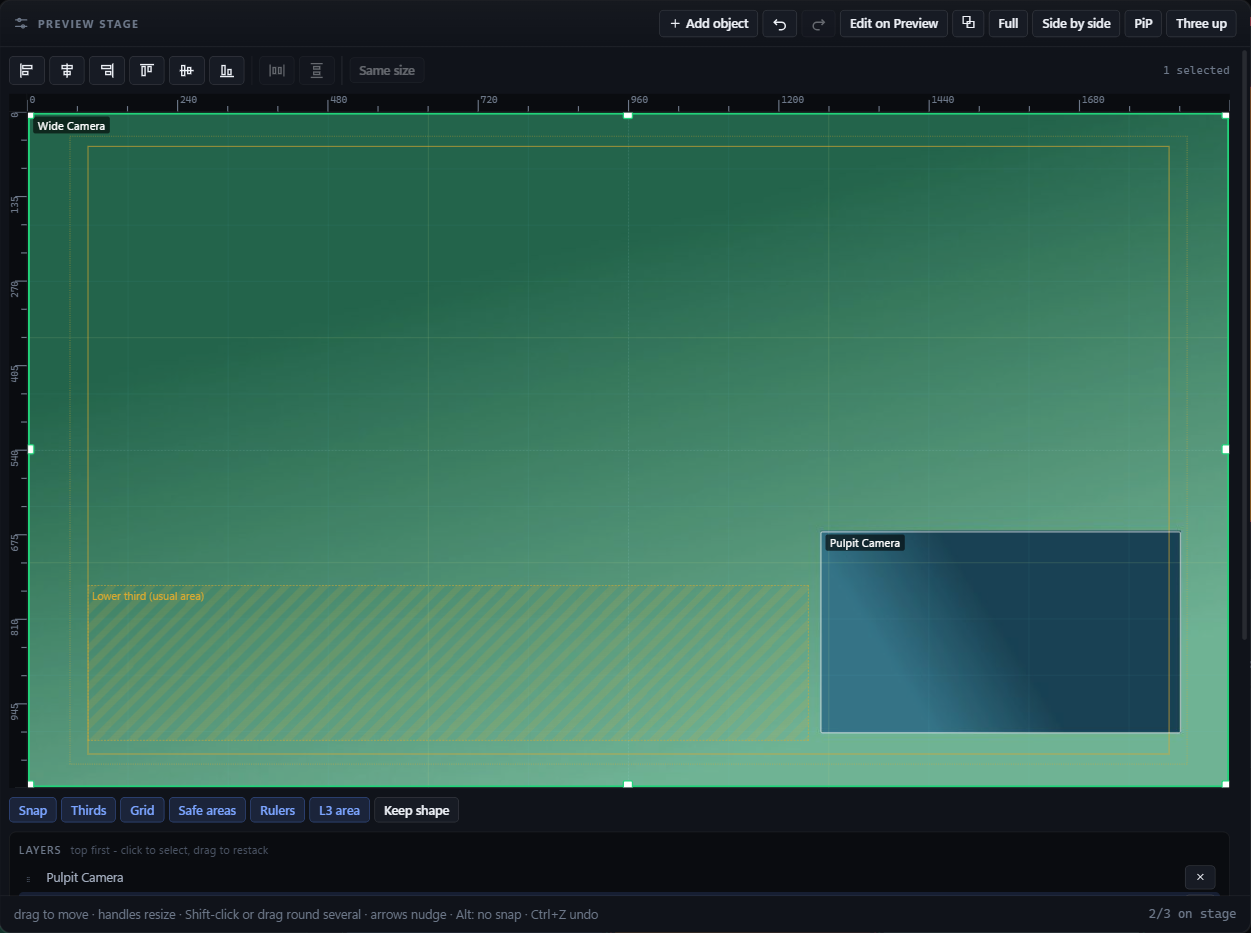 PREVIEW STAGE
+ Add object
Edit on Preview
Full
Side by side
PiP
Three up
Same size
1 selected
0 240 480 720 960 1200 1440 1680
0
135
270
405
540
675
810
945
Wide Camera
Pulpit Camera
Lower third (usual area)
Snap
Thirds
Grid
Safe areas
Rulers
L3 area
Keep shape
LAYERS top first - click to select, drag to restack
Pulpit Camera
drag to move · handles resize · Shift-click or drag round several · arrows nudge · Alt: no snap · Ctrl+Z undo
2/3 on stage